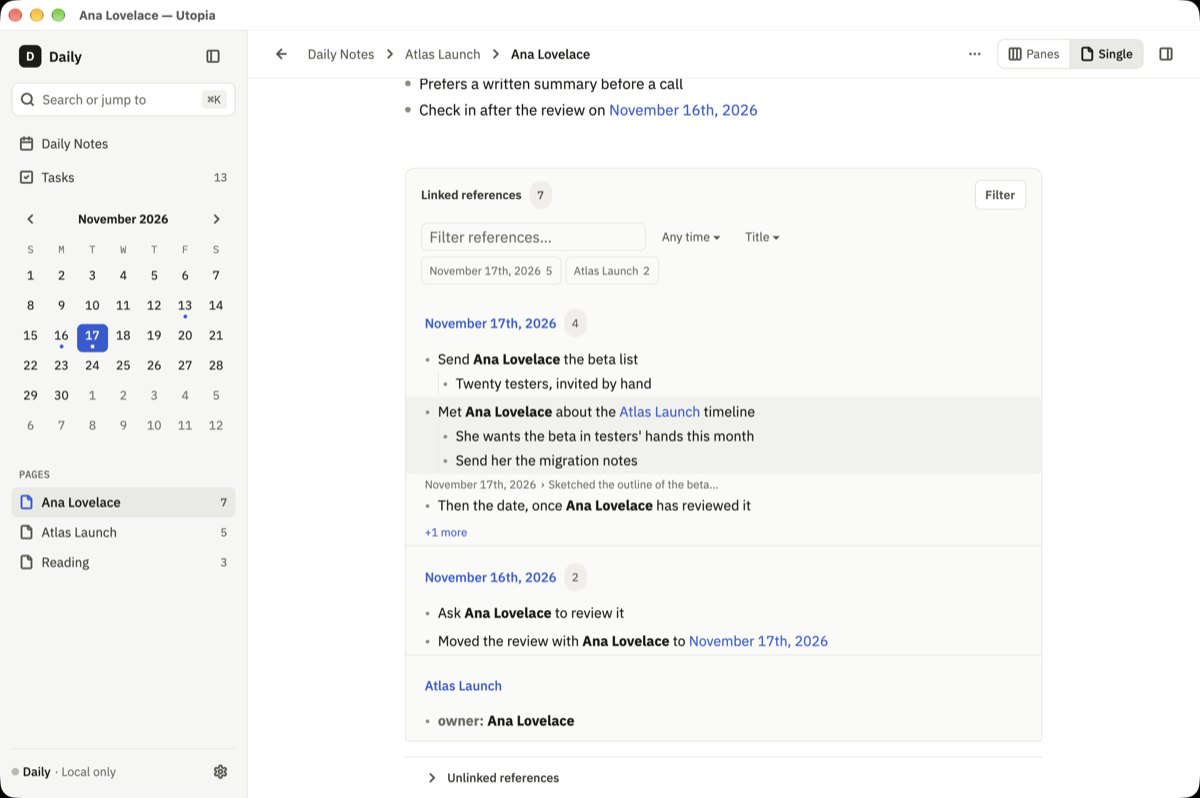 Ana Lovelace — Utopia
D Daily
Search or jump to ⌘K
Daily Notes
Tasks 13
November 2026
S M T W T F S
1 2 3 4 5 6 7
8 9 10 11 12 13 14
15 16 17 18 19 20 21
22 23 24 25 26 27 28
29 30 1 2 3 4 5
6 7 8 9 10 11 12
PAGES
Ana Lovelace 7
Atlas Launch 5
Reading 3
Daily · Local only
Daily Notes > Atlas Launch > Ana Lovelace
··· Panes Single
• Prefers a written summary before a call
• Check in after the review on November 16th, 2026
Linked references 7 Filter
Filter references... Any time Title
November 17th, 2026 5 Atlas Launch 2
November 17th, 2026 4
• Send Ana Lovelace the beta list
• Twenty testers, invited by hand
• Met Ana Lovelace about the Atlas Launch timeline
• She wants the beta in testers' hands this month
• Send her the migration notes
November 17th, 2026 › Sketched the outline of the beta...
• Then the date, once Ana Lovelace has reviewed it
+1 more
November 16th, 2026 2
• Ask Ana Lovelace to review it
• Moved the review with Ana Lovelace to November 17th, 2026
Atlas Launch
• owner: Ana Lovelace
Unlinked references